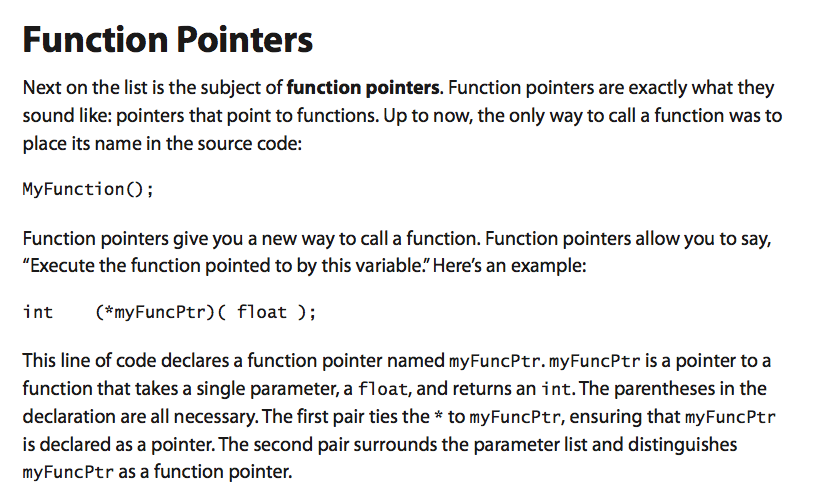 Function Pointers
Next on the list is the subject of function pointers. Function pointers are exactly what they
sound like: pointers that point to functions. Up to now, the only way to call a function was to
place its name in the source code:
MyFunction();
Function pointers give you a new way to call a function. Function pointers allow you to say,
“Execute the function pointed to by this variable.” Here’s an example:
int    (*myFuncPtr)( float );
This line of code declares a function pointer named myFuncPtr. myFuncPtr is a pointer to a
function that takes a single parameter, a float, and returns an int. The parentheses in the
declaration are all necessary. The first pair ties the * to myFuncPtr, ensuring that myFuncPtr
is declared as a pointer. The second pair surrounds the parameter list and distinguishes
myFuncPtr as a function pointer.